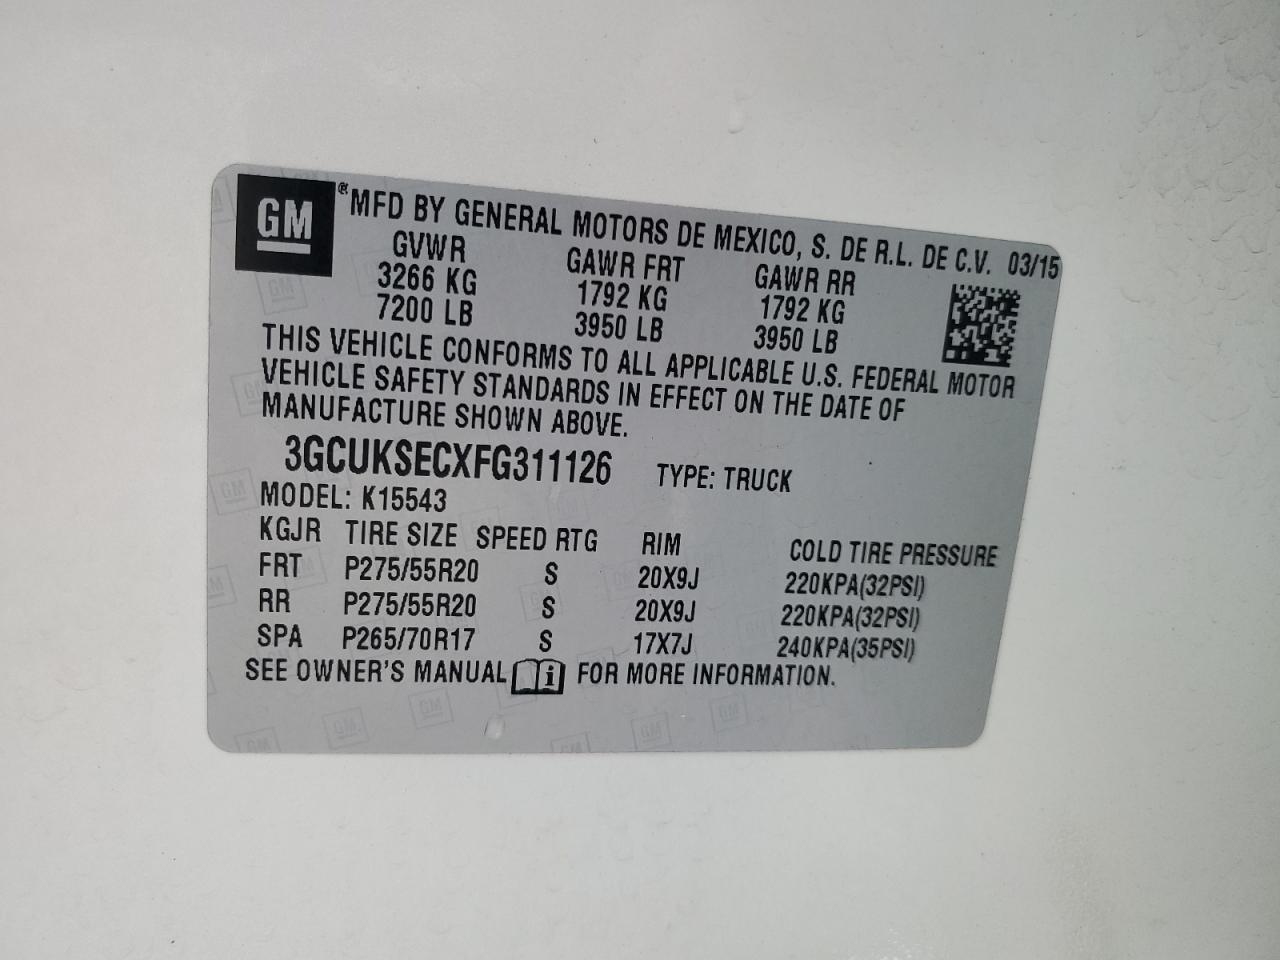 GM ® MFD BY GENERAL MOTORS DE MEXICO, S. DE R.L. DE C.V. 03/15
GVWR GAWR FRT GAWR RR
3266 KG 1792 KG 1792 KG
7200 LB 3950 LB 3950 LB
THIS VEHICLE CONFORMS TO ALL APPLICABLE U.S. FEDERAL MOTOR
VEHICLE SAFETY STANDARDS IN EFFECT ON THE DATE OF
MANUFACTURE SHOWN ABOVE.
3GCUKSECXFG311126 TYPE: TRUCK
MODEL: K15543
KGJR TIRE SIZE SPEED RTG RIM COLD TIRE PRESSURE
FRT P275/55R20 S 20X9J 220KPA(32PSI)
RR P275/55R20 S 20X9J 220KPA(32PSI)
SPA P265/70R17 S 17X7J 240KPA(35PSI)
SEE OWNER'S MANUAL i FOR MORE INFORMATION.